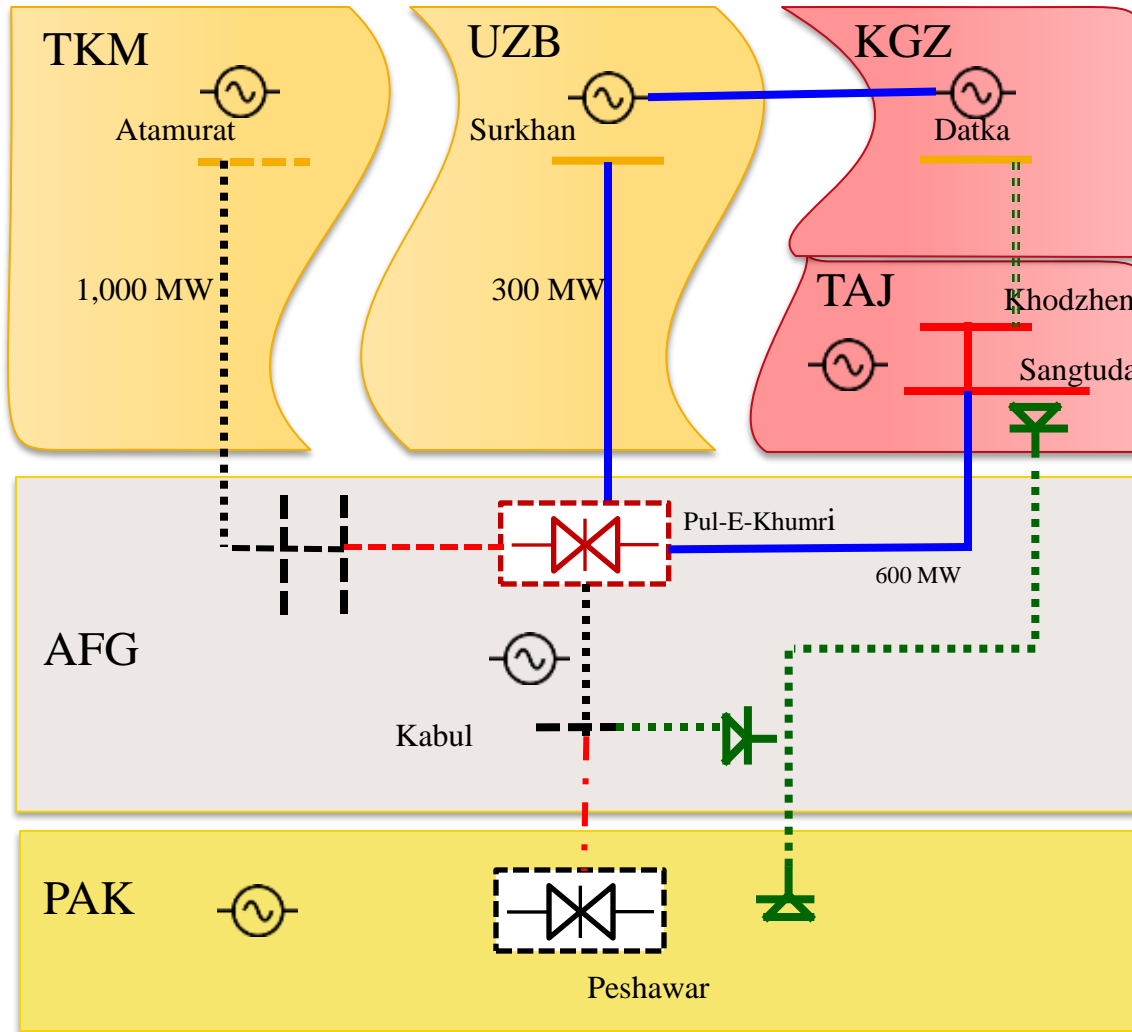 TKM
UZB
KGZ
Atamurat
Surkhan
Datka
1,000 MW
300 MW
TAJ
Khodzhen
Sangtuda
Pul-E-Khumri
600 MW
AFG
Kabul
PAK
Peshawar